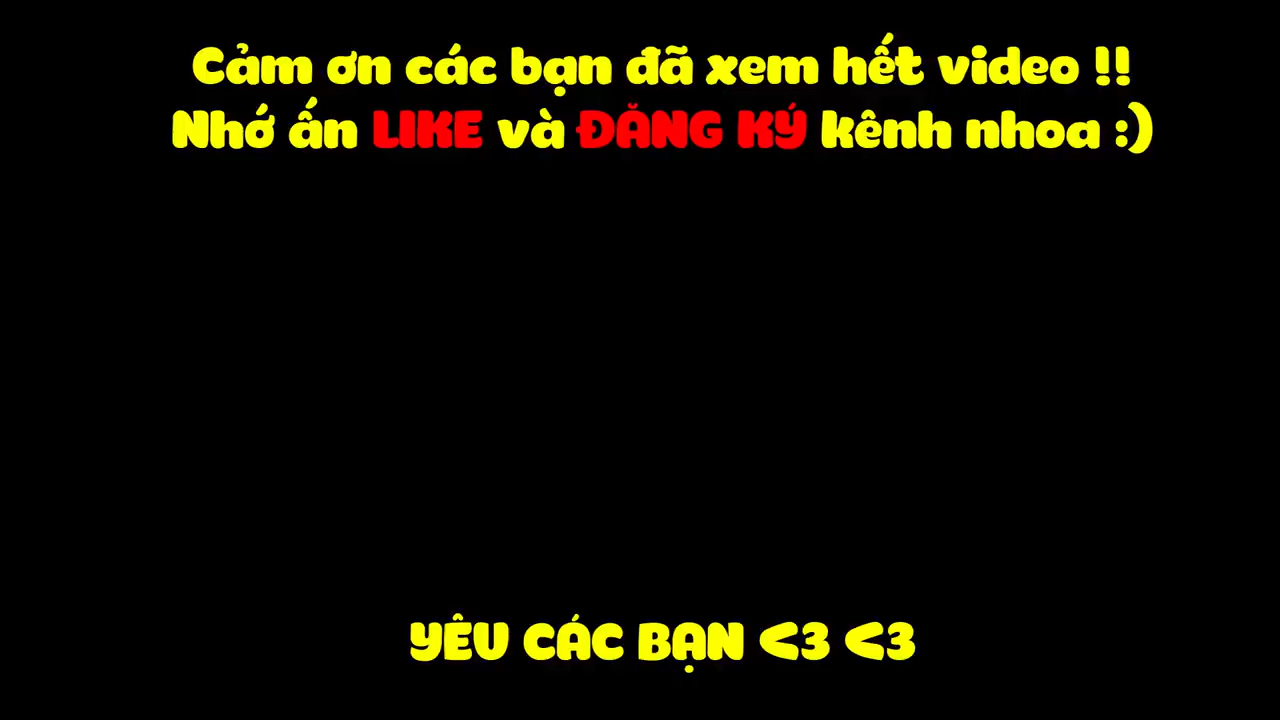 Cảm ơn các bạn đã xem hết video !!
Nhớ ấn LIKE và ĐĂNG KÝ kênh nhoa :)
YÊU CÁC BẠN <3 <3